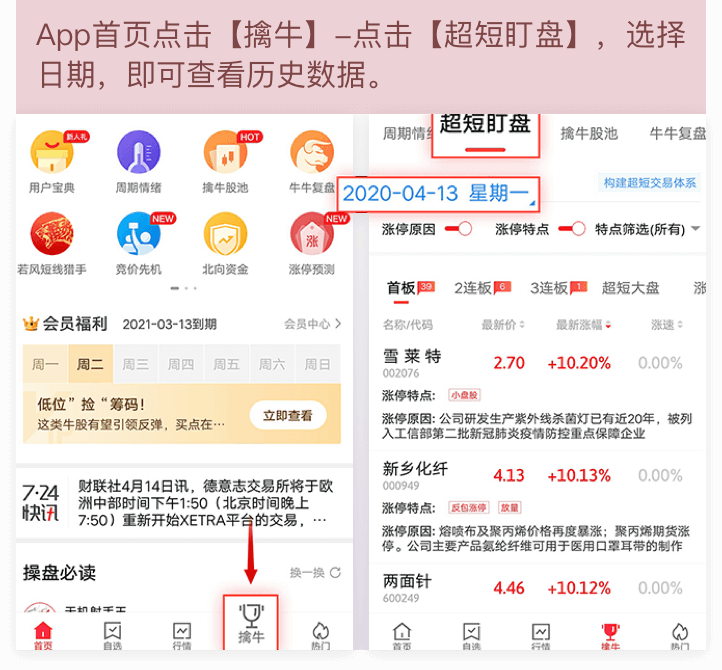 App首页点击【擒牛】–点击【超短盯盘】，选择
日期，即可查看历史数据。
新人礼
HOT
用户宝典
周期情绪
擒牛股池
牛牛复盘
NEW
NEW
涨
若风短线猎手
竞价先机
北向资金
涨停预测
会员福利 2021-03-13到期 会员中心
周一 周二 周三 周四 周五 周六 周日
低位”捡“筹码!
这类牛股有望引领反弹，买点在…
立即查看
7·24
快讯
财联社4月14日讯，德意志交易所将于欧
洲中部时间下午1:50（北京时间晚上
7:50）重新开始XETRA平台的交易，…
操盘必读 换一换
首页 自选 行情 擒牛 热门
周期情绪 超短盯盘 擒牛股池 牛牛复盘
构建超短交易体系
2020-04-13 星期一
涨停原因 涨停特点 特点筛选(所有)
首板 39 2连板 6 3连板 1 超短大盘 涨
名称/代码 最新价 最新涨幅 涨速
雪莱特 2.70 +10.20% 0.00%
002076
涨停特点: 小盘股
涨停原因: 公司研发生产紫外线杀菌灯已有近20年，被列
入工信部第二批新冠肺炎疫情防控重点保障企业
新乡化纤 4.13 +10.13% 0.00%
000949
涨停特点: 反包涨停 放量
涨停原因: 熔喷布及聚丙烯价格再度暴涨；聚丙烯期货涨
停。公司主要产品氨纶纤维可用于医用口罩耳带的制作
两面针 4.46 +10.12% 0.00%
600249
首页 自选 行情 擒牛 热门